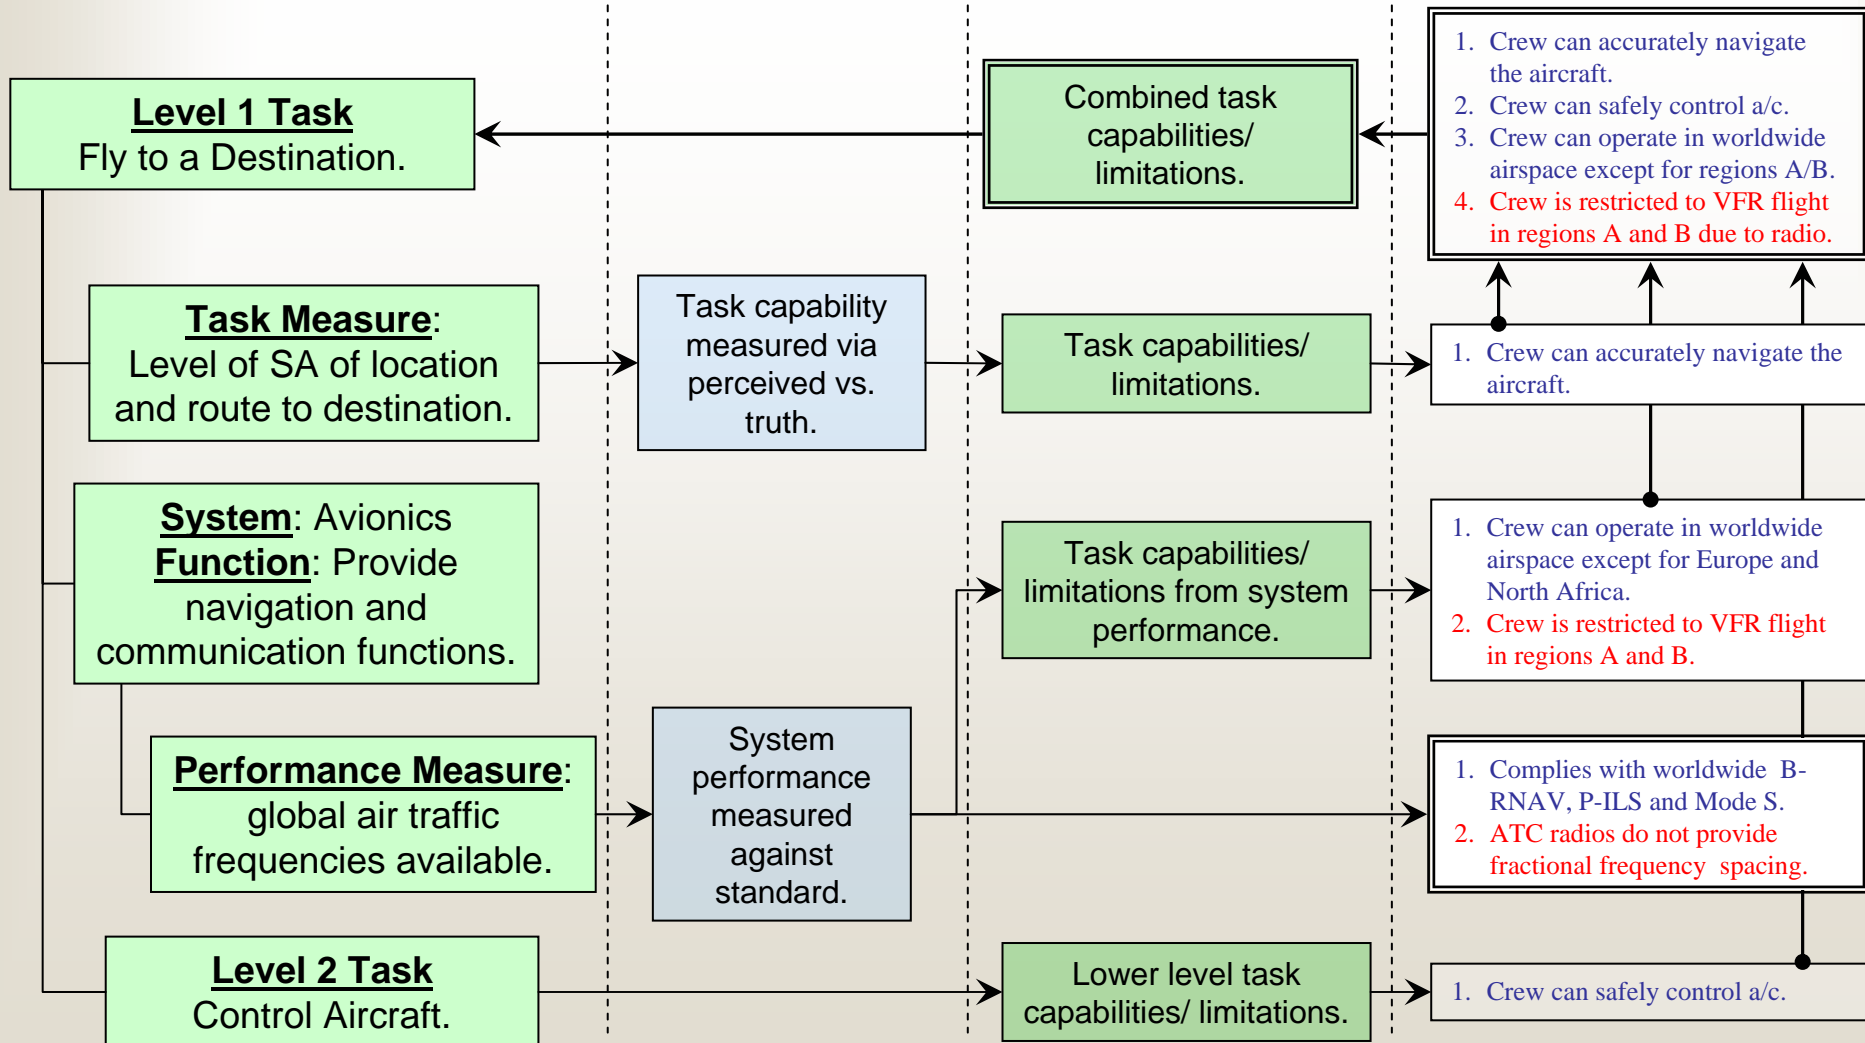 Level 1 Task
Fly to a Destination.
Combined task
capabilities/
limitations.
1. Crew can accurately navigate
the aircraft.
2. Crew can safely control a/c.
3. Crew can operate in worldwide
airspace except for regions A/B.
4. Crew is restricted to VFR flight
in regions A and B due to radio.
Task Measure:
Level of SA of location
and route to destination.
Task capability
measured via
perceived vs.
truth.
Task capabilities/
limitations.
1. Crew can accurately navigate the
aircraft.
System: Avionics
Function: Provide
navigation and
communication functions.
Task capabilities/
limitations from system
performance.
1. Crew can operate in worldwide
airspace except for Europe and
North Africa.
2. Crew is restricted to VFR flight
in regions A and B.
Performance Measure:
global air traffic
frequencies available.
System
performance
measured
against
standard.
1. Complies with worldwide B-
RNAV, P-ILS and Mode S.
2. ATC radios do not provide
fractional frequency spacing.
Level 2 Task
Control Aircraft.
Lower level task
capabilities/ limitations.
1. Crew can safely control a/c.